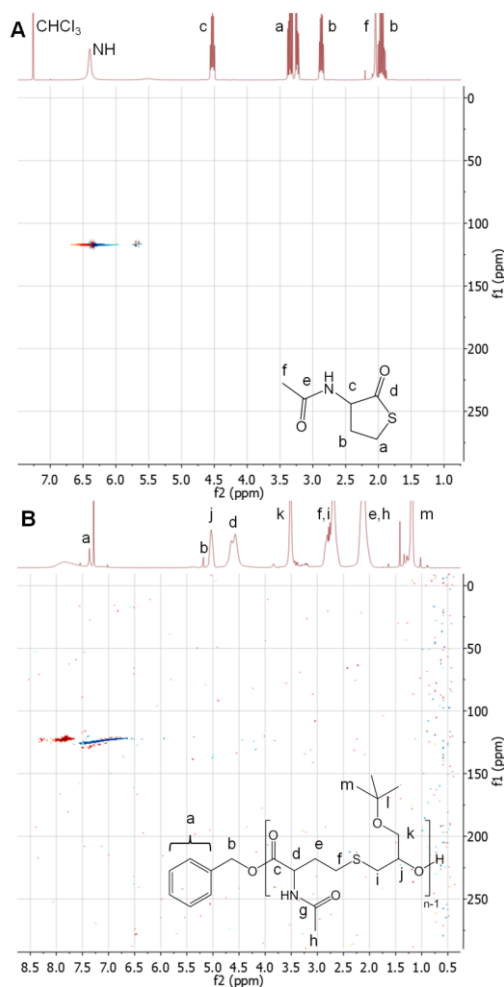 A
CHCl3
NH
c
a
b
f
b
0
50
100
150
200
250
f1 (ppm)
f
e
N
H
c
O
d
S
O
b
a
7.0 6.5 6.0 5.5 5.0 4.5 4.0 3.5 3.0 2.5 2.0 1.5 1.0
f2 (ppm)
B
a
b
j
d
k
f,i
e,h
m
0
50
100
150
200
250
f1 (ppm)
m
l
O
k
a
b
O
O
c
d
e
f
S
i
j
O
H
n-1
HN
g
O
h
8.5 8.0 7.5 7.0 6.5 6.0 5.5 5.0 4.5 4.0 3.5 3.0 2.5 2.0 1.5 1.0 0.5
f2 (ppm)